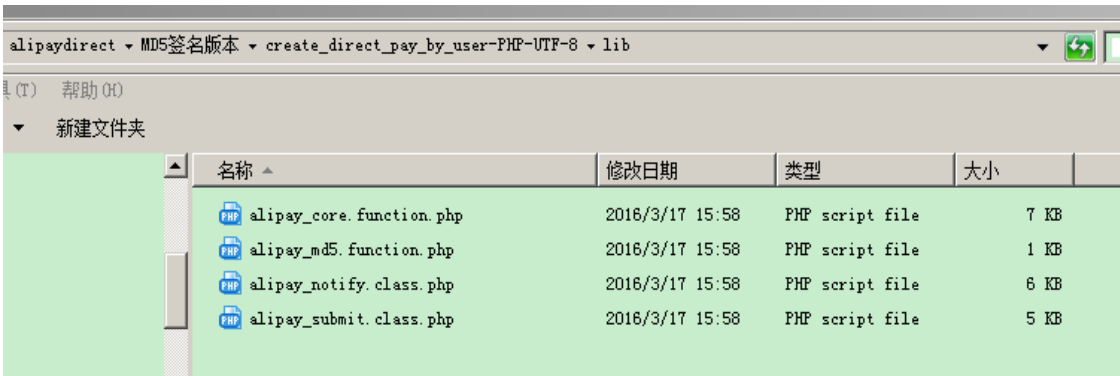 alipaydirect ▾ MD5签名版本 ▾ create_direct_pay_by_user-PHP-UTF-8 ▾ lib
具(T) 帮助(H)
新建文件夹
名称 修改日期 类型 大小
alipay_core.function.php 2016/3/17 15:58 PHP script file 7 KB
alipay_md5.function.php 2016/3/17 15:58 PHP script file 1 KB
alipay_notify.class.php 2016/3/17 15:58 PHP script file 6 KB
alipay_submit.class.php 2016/3/17 15:58 PHP script file 5 KB